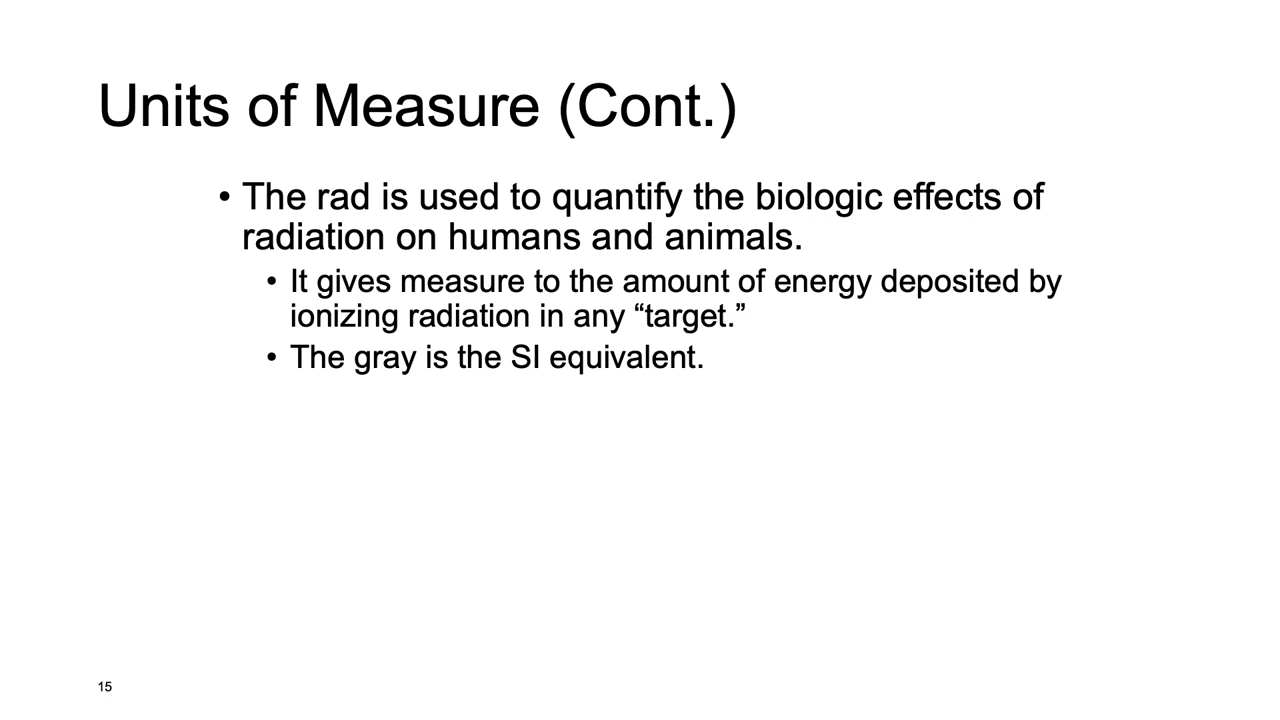 Units of Measure (Cont.)
• The rad is used to quantify the biologic effects of
radiation on humans and animals.
• It gives measure to the amount of energy deposited by
ionizing radiation in any “target.”
• The gray is the SI equivalent.
15